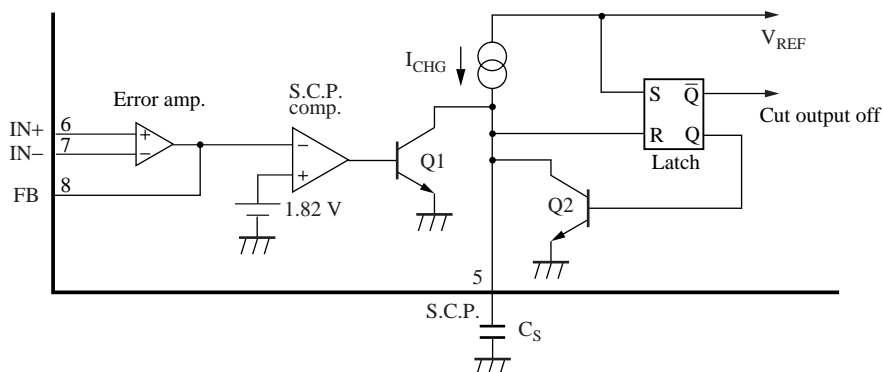 V_REF
I_CHG
S.C.P.
comp.
Error amp.
S Q̅
Cut output off
IN+ 6
IN− 7
+
−
−
+
R Q
Latch
Q1
FB 8
1.82 V
Q2
5
S.C.P.
C_S